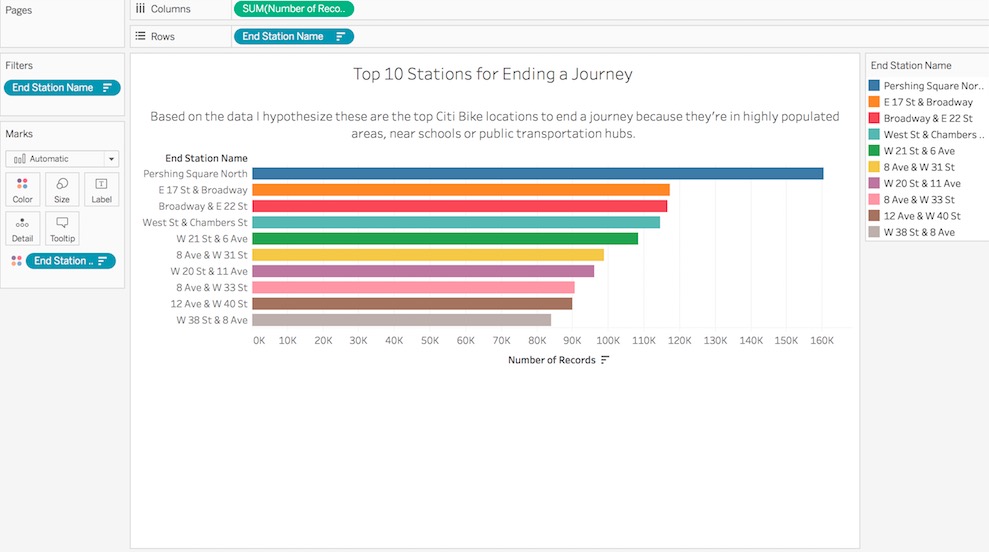 Pages
Columns
SUM(Number of Reco..
Rows
End Station Name
Filters
End Station Name
Marks
Automatic
Color
Size
Label
Detail
Tooltip
End Station ..
Top 10 Stations for Ending a Journey
Based on the data I hypothesize these are the top Citi Bike locations to end a journey because they're in highly populated
areas, near schools or public transportation hubs.
End Station Name
Pershing Square North
E 17 St & Broadway
Broadway & E 22 St
West St & Chambers St
W 21 St & 6 Ave
8 Ave & W 31 St
W 20 St & 11 Ave
8 Ave & W 33 St
12 Ave & W 40 St
W 38 St & 8 Ave
0K 10K 20K 30K 40K 50K 60K 70K 80K 90K 100K 110K 120K 130K 140K 150K 160K
Number of Records
End Station Name
Pershing Square Nor..
E 17 St & Broadway
Broadway & E 22 St
West St & Chambers ..
W 21 St & 6 Ave
8 Ave & W 31 St
W 20 St & 11 Ave
8 Ave & W 33 St
12 Ave & W 40 St
W 38 St & 8 Ave